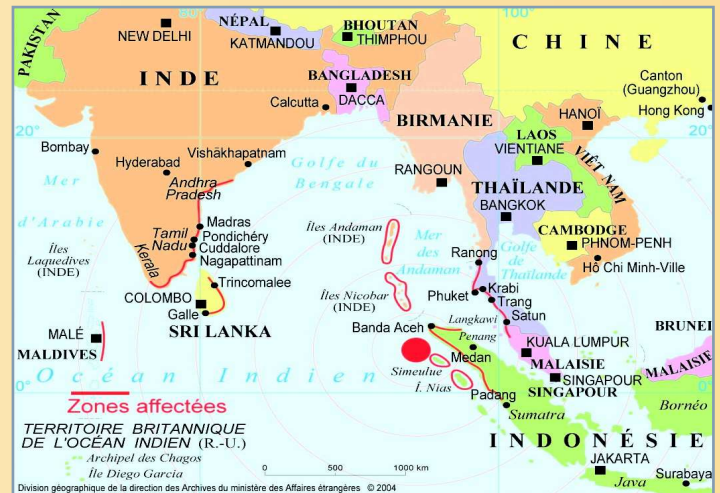 80°
100°
PAKISTAN
NEW DELHI
NÉPAL
KATMANDOU
BHOUTAN
THIMPHOU
CHINE
INDE
BANGLADESH
DACCA
Calcutta
BIRMANIE
Canton
(Guangzhou)
Hong Kong
HANOÏ
20°
20°
LAOS
VIENTIANE
VIÊT NAM
Bombay
Hyderabad
Vishâkhapatnam
Andhra
Pradesh
Golfe du
Bengale
RANGOUN
THAÏLANDE
BANGKOK
CAMBODGE
PHNOM-PENH
Hô Chi Minh-Ville
Mer
d'Arabie
Îles
Laquedives
(INDE)
Kerala
Tamil
Nadu
Madras
Pondichéry
Cuddalore
Nagapattinam
Îles Andaman
(INDE)
Mer
des
Andaman
Golfe
de
Thaïlande
Ranong
Îles Nicobar
(INDE)
Phuket
Krabi
Trang
Satun
Langkawi
Trincomalee
COLOMBO
Galle
SRI LANKA
MALÉ
MALDIVES
Banda Aceh
Penang
Medan
KUALA LUMPUR
MALAISIE
SINGAPOUR
SINGAPOUR
BRUNEI
MALAISIE
Simeulue
Î. Nias
Padang
Sumatra
Bornéo
0°
0°
Océan Indien
Zones affectées
TERRITOIRE BRITANNIQUE
DE L'OCÉAN INDIEN (R.-U.)
Archipel des Chagos
Île Diego Garcia
INDONÉSIE
JAKARTA
Java
Surabaya
0 500 1000 km
Division géographique de la direction des Archives du ministère des Affaires étrangères © 2004